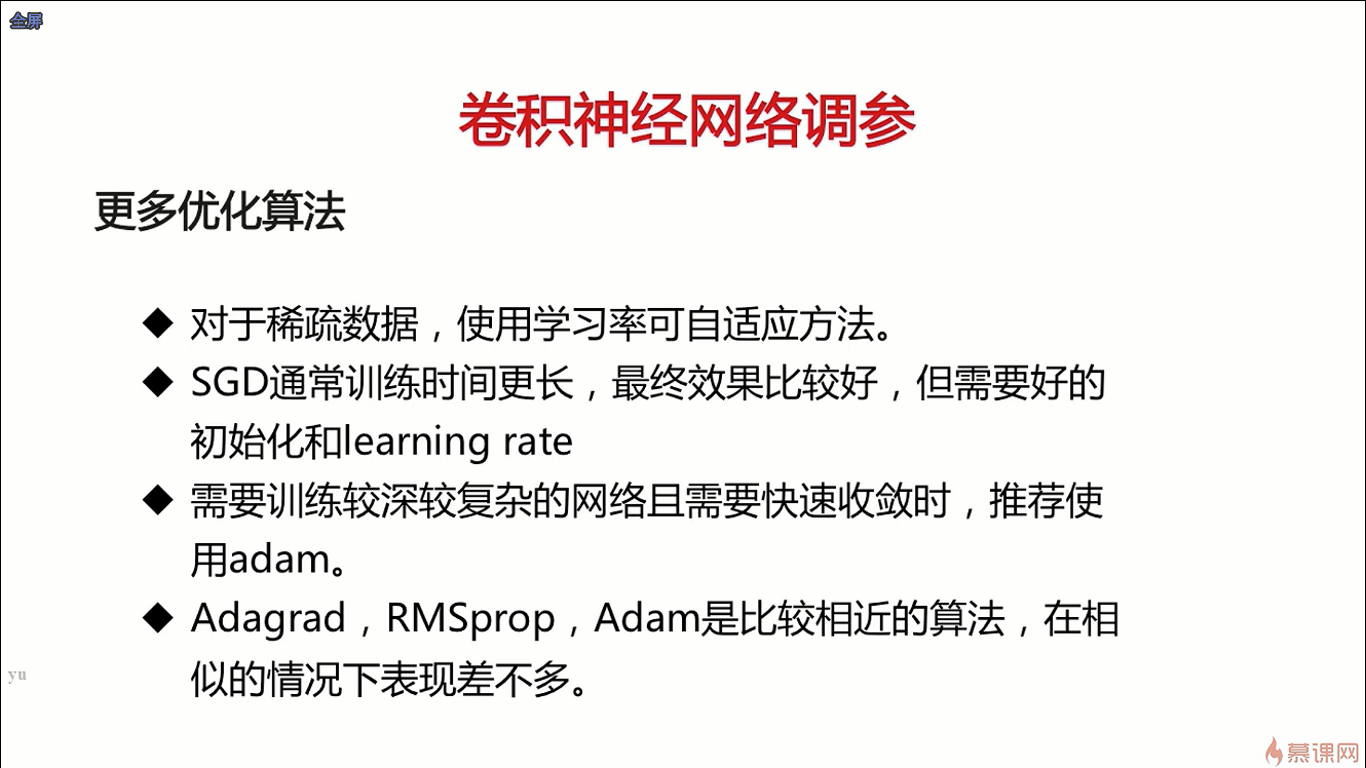 全屏
卷积神经网络调参
更多优化算法
◆ 对于稀疏数据，使用学习率可自适应方法。
◆ SGD通常训练时间更长，最终效果比较好，但需要好的
初始化和learning rate
◆ 需要训练较深较复杂的网络且需要快速收敛时，推荐使
用adam。
◆ Adagrad，RMSprop，Adam是比较相近的算法，在相
似的情况下表现差不多。
yu
慕课网